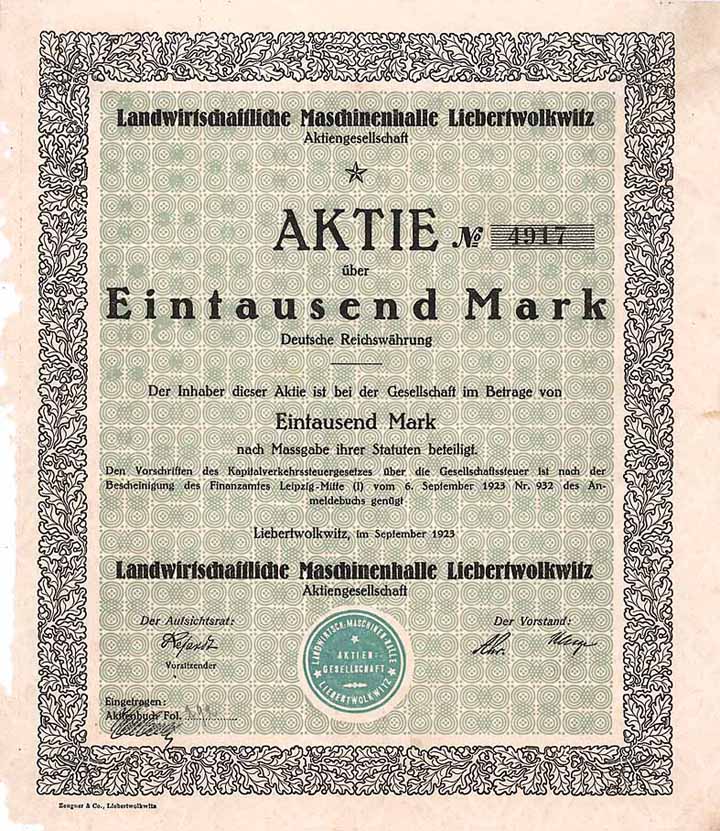 Landwirtschaftliche Maschinenhalle Liebertwolkwitz
Aktiengesellschaft
AKTIE № 4917
über
Eintausend Mark
Deutsche Reichswährung
Der Inhaber dieser Aktie ist bei der Gesellschaft im Betrage von
Eintausend Mark
nach Massgabe ihrer Statuten beteiligt.
Den Vorschriften des Kapitalverkehrssteuergesetzes über die Gesellschaftssteuer ist nach der
Bescheinigung des Finanzamtes Leipzig-Mitte (I) vom 6. September 1923 Nr. 932 des An-
meldebuchs genügt
Liebertwolkwitz, im September 1923
Landwirtschaftliche Maschinenhalle Liebertwolkwitz
Aktiengesellschaft
Der Aufsichtsrat:
Vorsitzender
Der Vorstand:
LANDWIRTSCH. MASCHINEN HALLE
AKTIEN-
GESELLSCHAFT
LIEBERTWOLKWITZ
Eingetragen:
Aktienbuch Fol.
Zengner & Co., Liebertwolkwitz